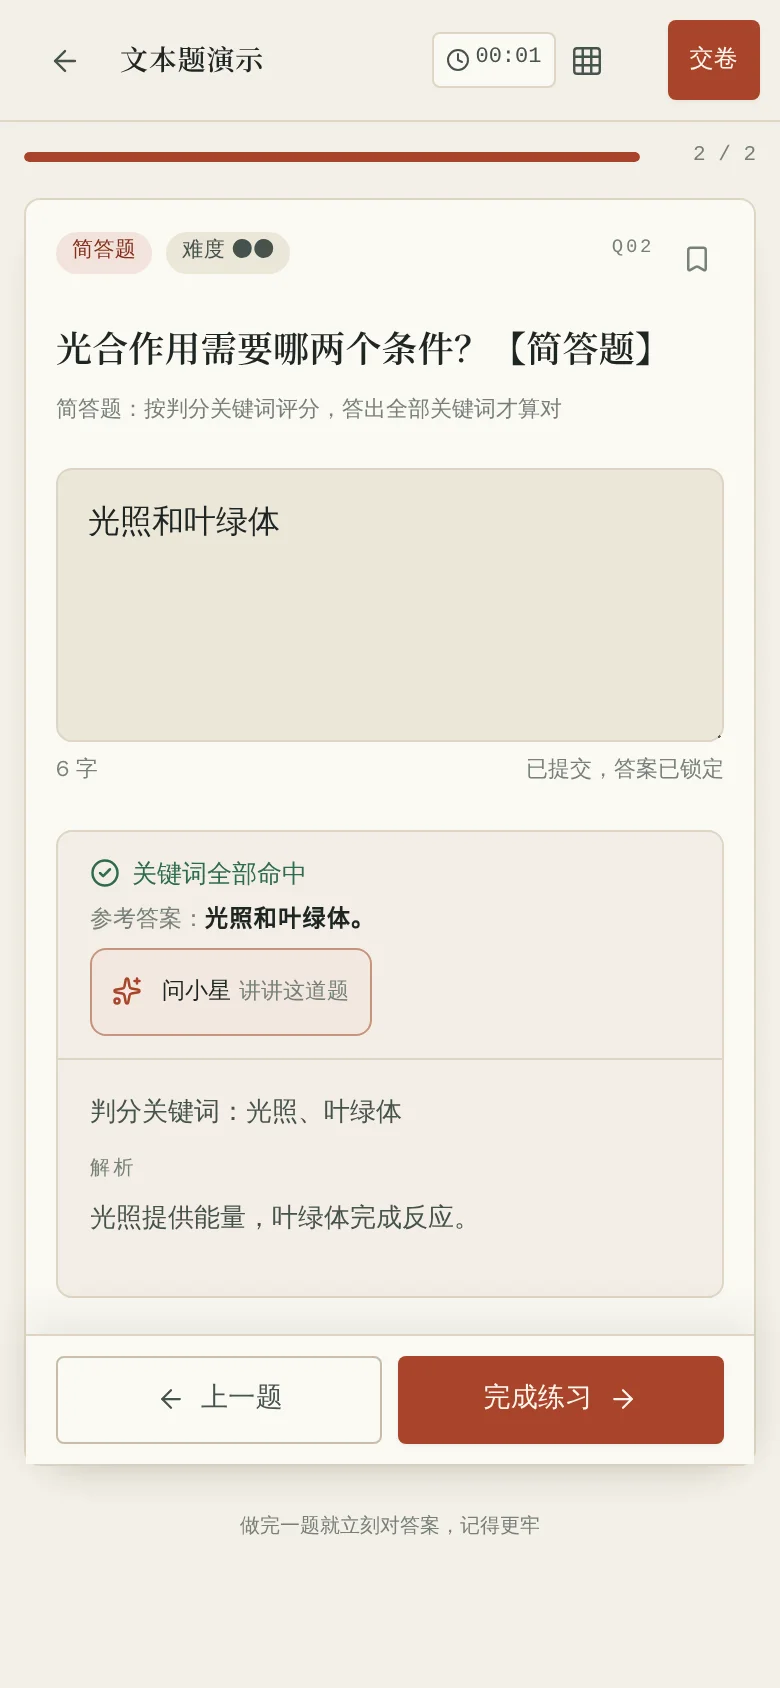 文本题演示
00:01
交卷
2 / 2
简答题
难度 ●●
Q02
光合作用需要哪两个条件？【简答题】
简答题：按判分关键词评分，答出全部关键词才算对
光照和叶绿体
6 字
已提交，答案已锁定
关键词全部命中
参考答案：光照和叶绿体。
问小星 讲讲这道题
判分关键词：光照、叶绿体
解析
光照提供能量，叶绿体完成反应。
上一题
完成练习
做完一题就立刻对答案，记得更牢